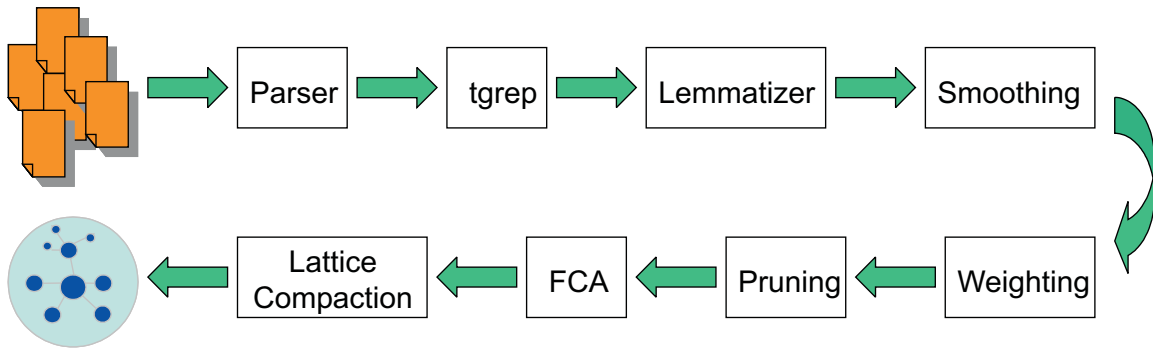 Parser
tgrep
Lemmatizer
Smoothing
Weighting
Pruning
FCA
Lattice
Compaction